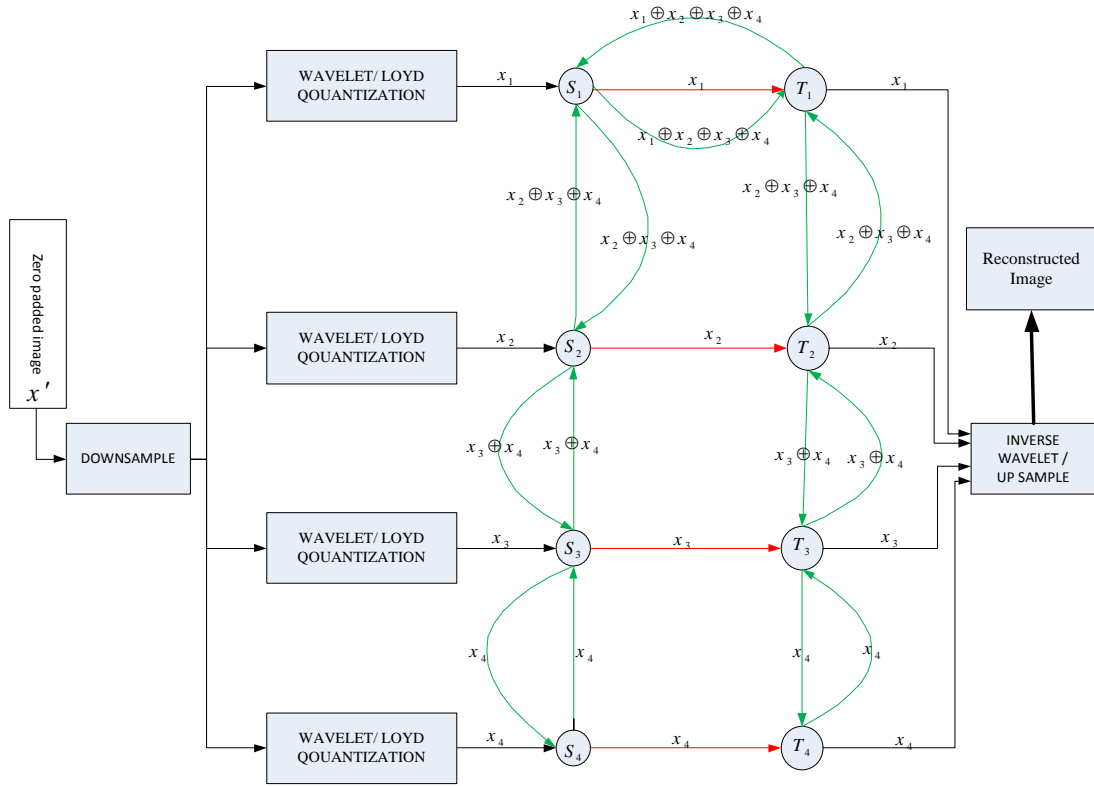 x₁ ⊕ x₂ ⊕ x₃ ⊕ x₄
WAVELET/ LOYD
QOUANTIZATION
x₁
S₁
x₁
T₁
x₁
x₁ ⊕ x₂ ⊕ x₃ ⊕ x₄
x₂ ⊕ x₃ ⊕ x₄
x₂ ⊕ x₃ ⊕ x₄
x₂ ⊕ x₃ ⊕ x₄
x₂ ⊕ x₃ ⊕ x₄
Zero padded image
x′
Reconstructed
Image
WAVELET/ LOYD
QOUANTIZATION
x₂
S₂
x₂
T₂
x₂
DOWNSAMPLE
x₃ ⊕ x₄
x₃ ⊕ x₄
x₃ ⊕ x₄
x₃ ⊕ x₄
INVERSE
WAVELET /
UP SAMPLE
WAVELET/ LOYD
QOUANTIZATION
x₃
S₃
x₃
T₃
x₃
x₄
x₄
x₄
x₄
WAVELET/ LOYD
QOUANTIZATION
x₄
S₄
x₄
T₄
x₄